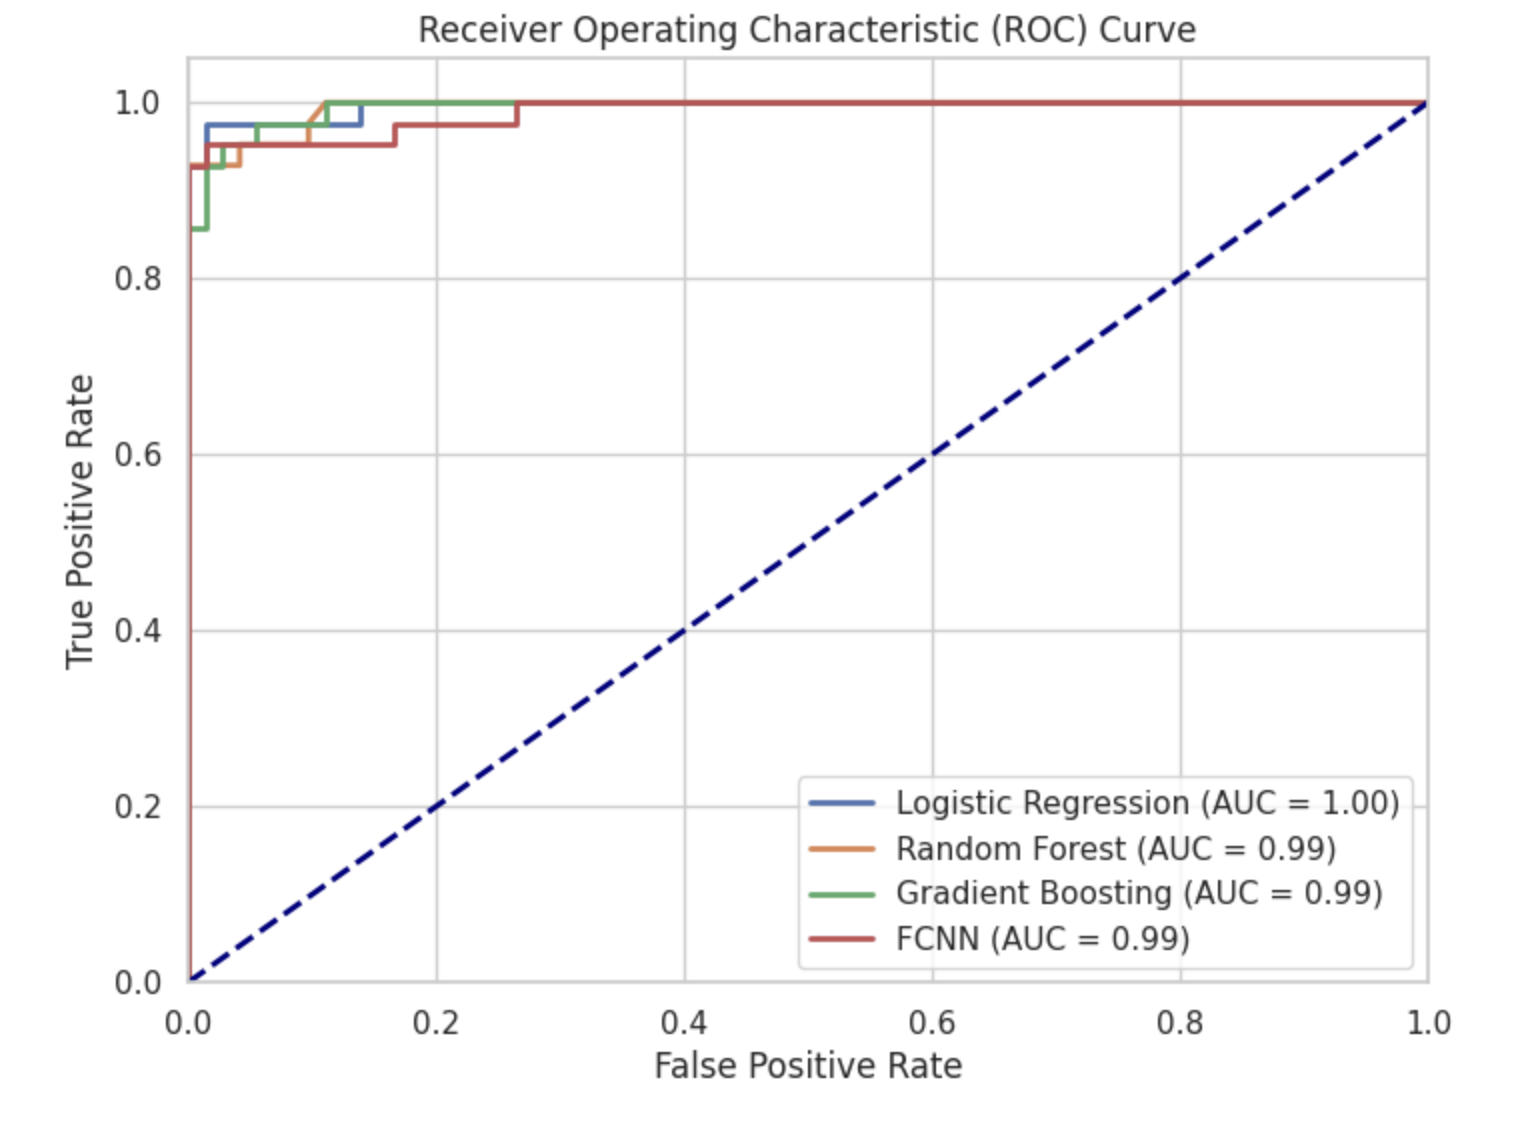 Receiver Operating Characteristic (ROC) Curve
1.0
0.8
0.6
0.4
0.2
0.0
True Positive Rate
0.0 0.2 0.4 0.6 0.8 1.0
False Positive Rate
Logistic Regression (AUC = 1.00)
Random Forest (AUC = 0.99)
Gradient Boosting (AUC = 0.99)
FCNN (AUC = 0.99)